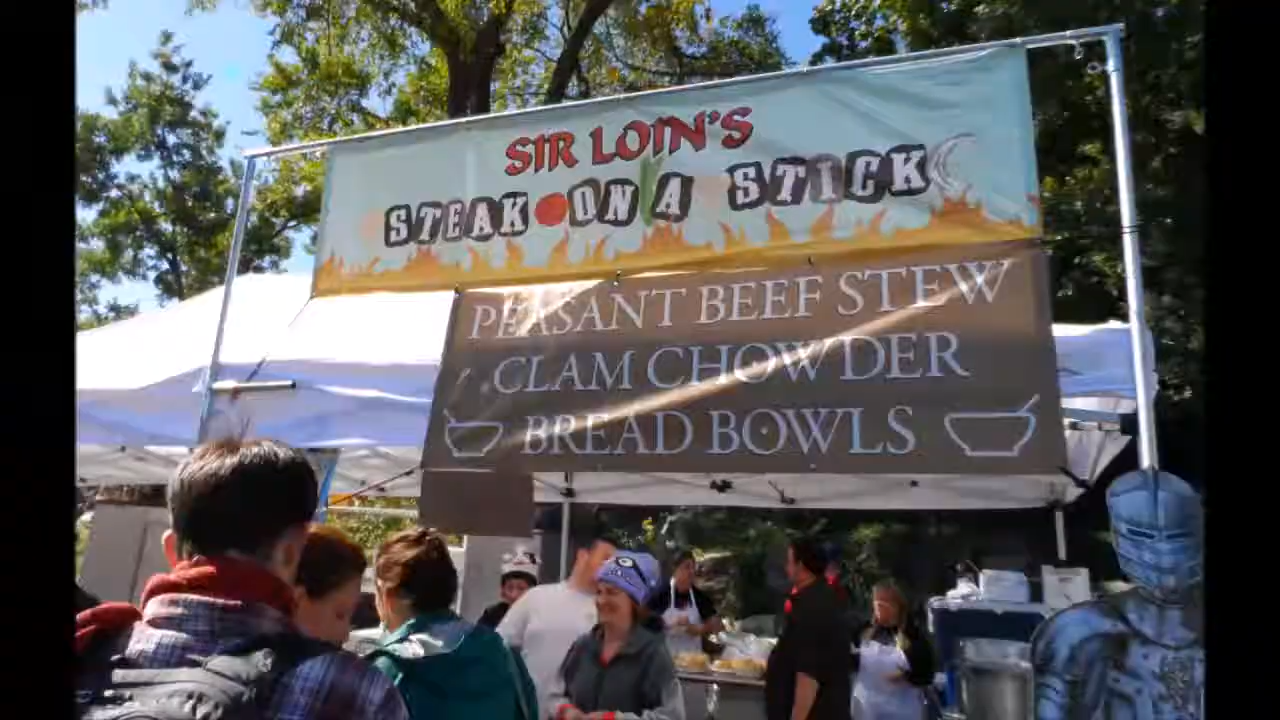 SIR LOIN'S
STEAK ON A STICK
PEASANT BEEF STEW
CLAM CHOWDER
BREAD BOWLS